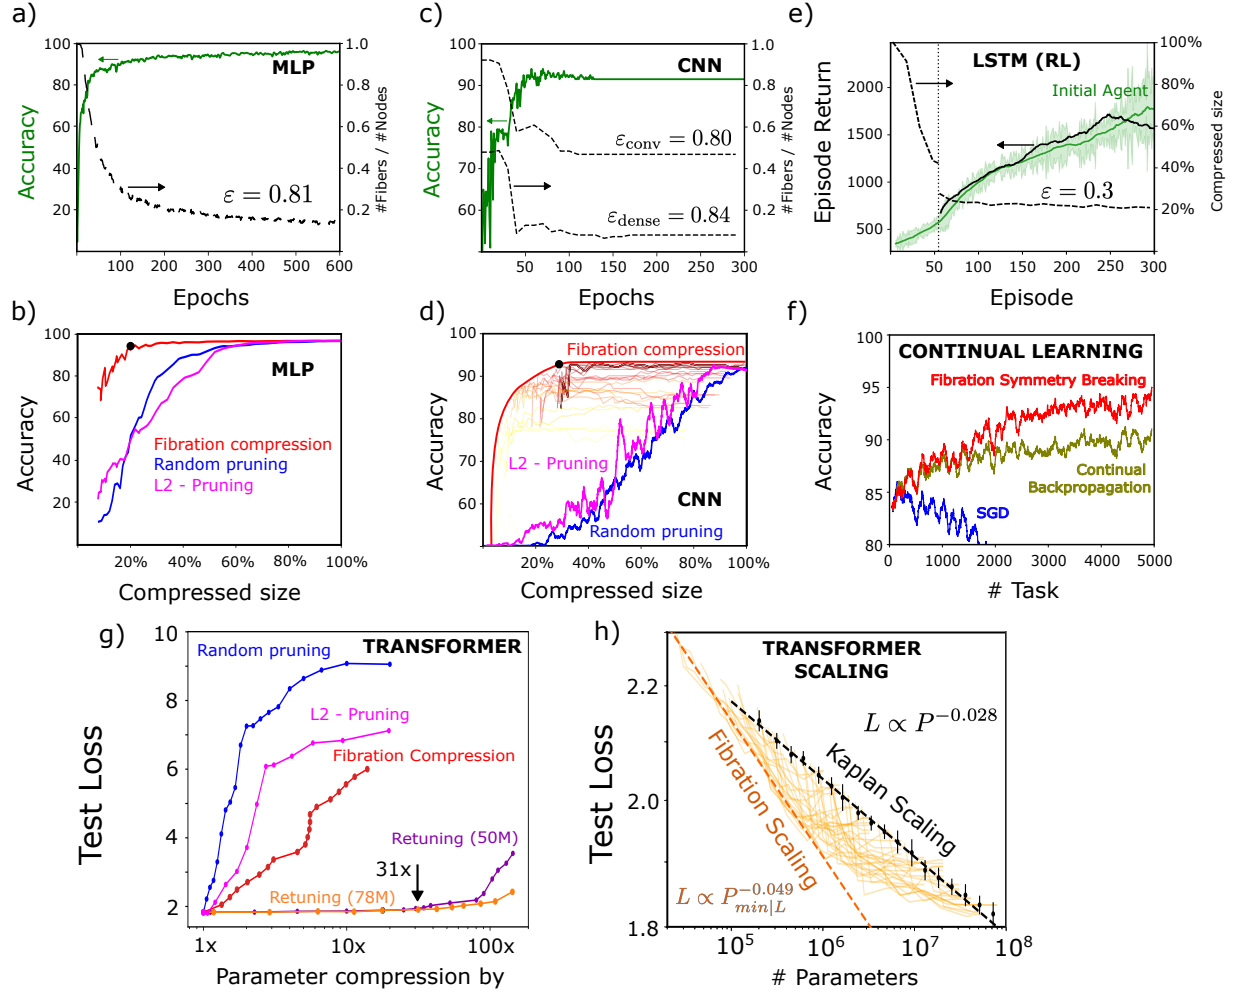 a)
MLP
100
80
60
40
20
1.0
0.8
0.6
0.4
0.2
Accuracy
#Fibers / #Nodes
ε = 0.81
100 200 300 400 500 600
Epochs
c)
CNN
100
90
80
70
60
1.0
0.8
0.6
0.4
0.2
Accuracy
#Fibers / #Nodes
ε_conv = 0.80
ε_dense = 0.84
0 50 100 150 200 250 300
Epochs
e)
LSTM (RL)
Initial Agent
2000
1500
1000
500
100%
80%
60%
40%
20%
Episode Return
Compressed size
ε = 0.3
0 50 100 150 200 250 300
Episode
b)
MLP
100
80
60
40
20
Accuracy
Fibration compression
Random pruning
L2 - Pruning
20% 40% 60% 80% 100%
Compressed size
d)
Fibration compression
100
90
80
70
60
Accuracy
L2 - Pruning
CNN
Random pruning
20% 40% 60% 80% 100%
Compressed size
f)
CONTINUAL LEARNING
Fibration Symmetry Breaking
95
90
85
80
Accuracy
Continual
Backpropagation
SGD
0 1000 2000 3000 4000 5000
# Task
g)
TRANSFORMER
10
8
6
4
2
Test Loss
Random pruning
L2 - Pruning
Fibration Compression
Retuning (50M)
31x
Retuning (78M)
1x 10x 100x
Parameter compression by
h)
TRANSFORMER
SCALING
2.2
2.0
1.8
Test Loss
L ∝ P^{-0.028}
Kaplan Scaling
Fibration Scaling
L ∝ P_{min|L}^{-0.049}
10^5 10^6 10^7 10^8
# Parameters